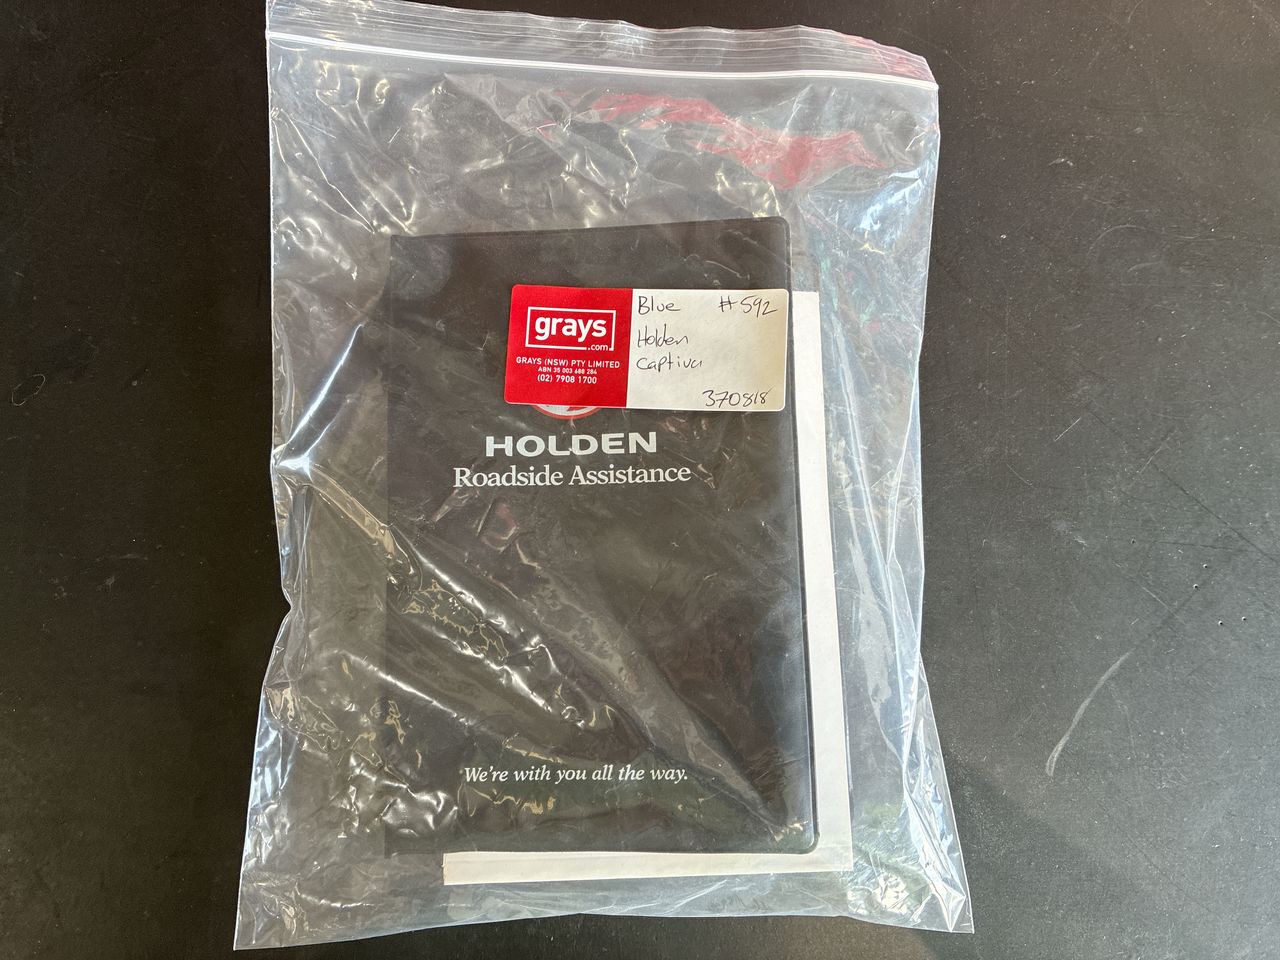 Blue #592
Holden
Captiva
370818
grays
.com
GRAYS (NSW) PTY LIMITED
ABN 35 003 688 284
(02) 7908 1700
HOLDEN
Roadside Assistance
We're with you all the way.